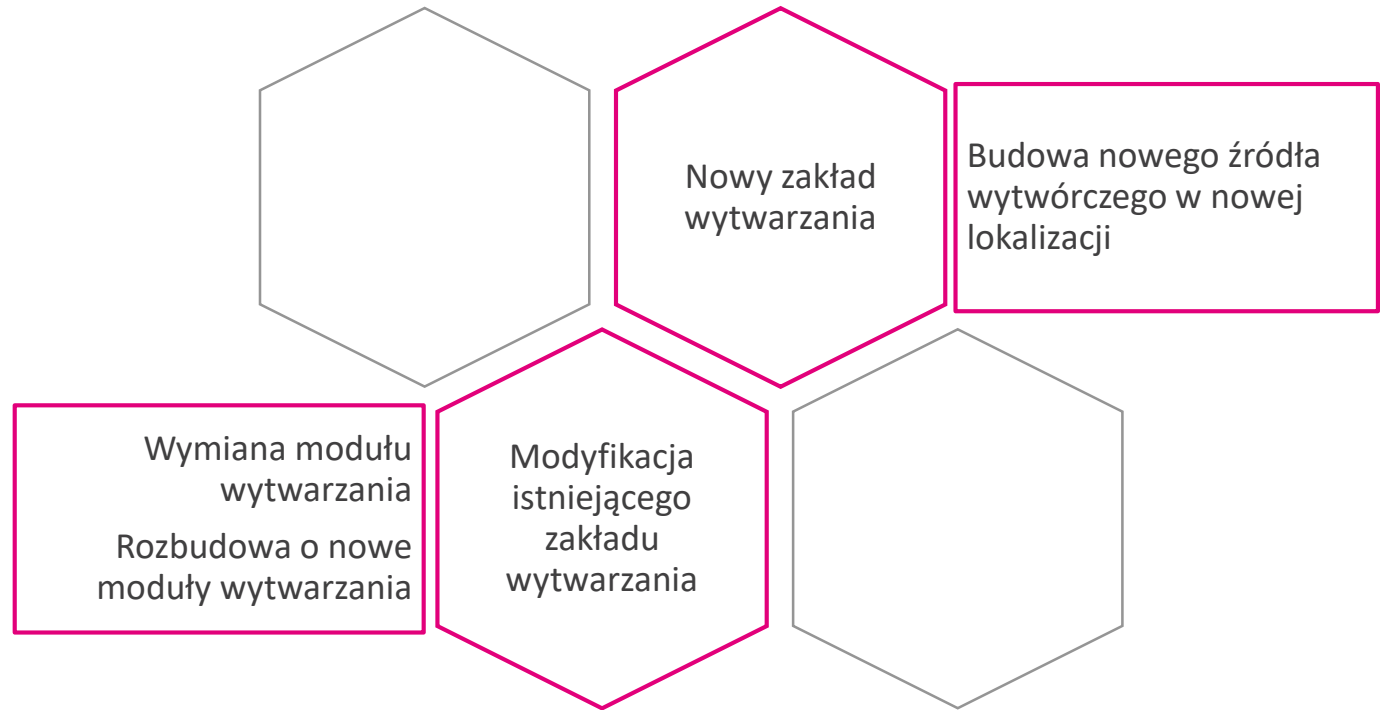 Nowy zakład
wytwarzania
Budowa nowego źródła
wytwórczego w nowej
lokalizacji
Wymiana modułu
wytwarzania
Rozbudowa o nowe
moduły wytwarzania
Modyfikacja
istniejącego
zakładu
wytwarzania